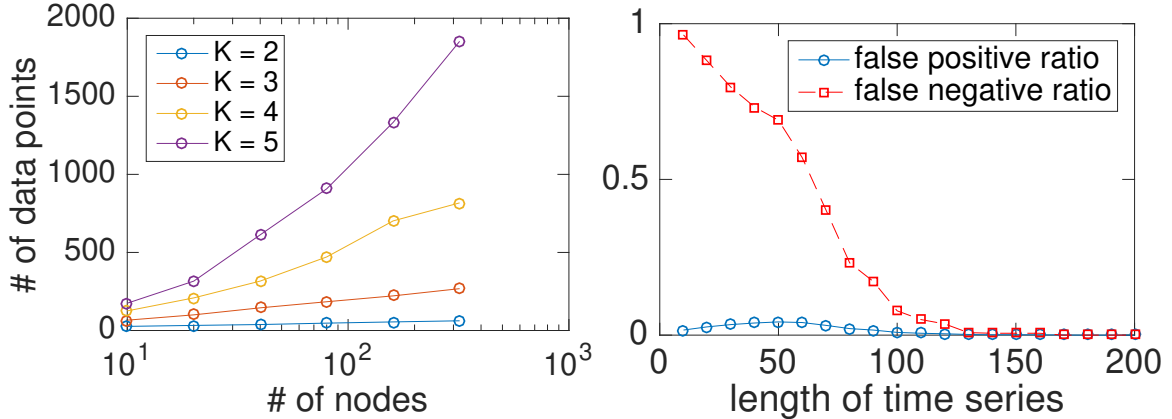 # of data points
2000
1500
1000
500
0
K = 2
K = 3
K = 4
K = 5
10^1
10^2
10^3
# of nodes
1
0.5
0
false positive ratio
false negative ratio
0
50
100
150
200
length of time series